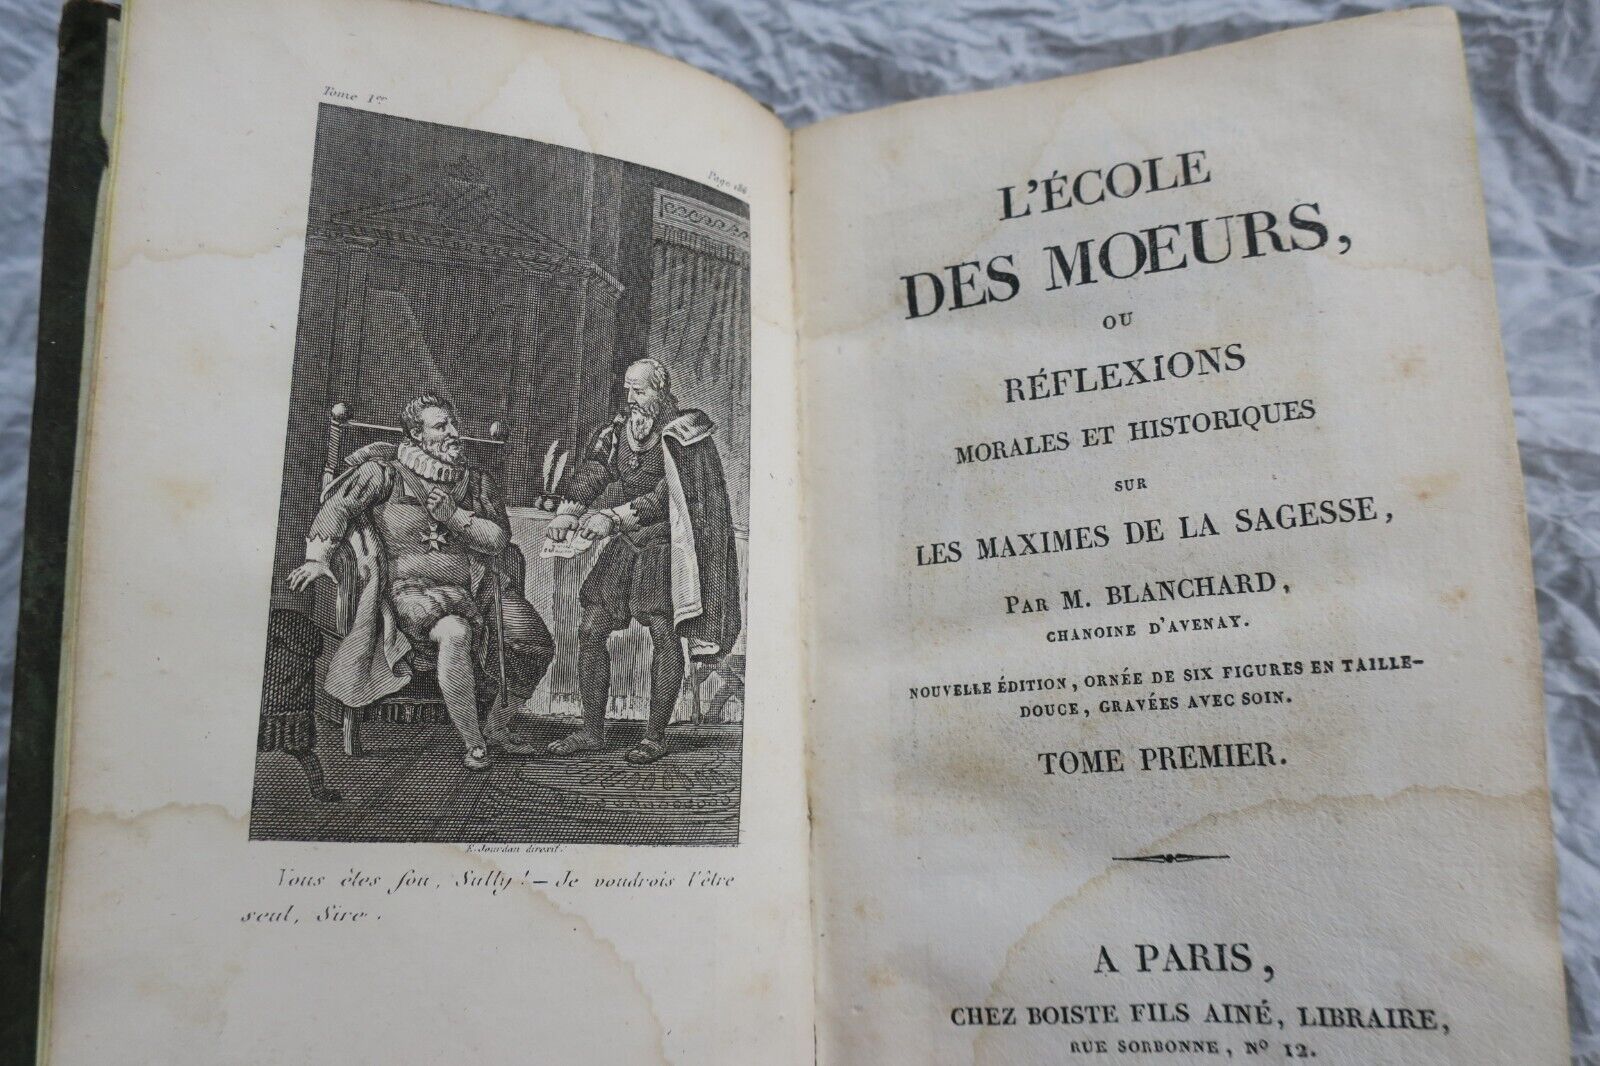 Tome 1er
Page 186
E. Jourdan direxit.
Vous êtes fou, Sully! — Je voudrois l'être
seul, Sire.
L'ÉCOLE
DES MŒURS,
OU
RÉFLEXIONS
MORALES ET HISTORIQUES
SUR
LES MAXIMES DE LA SAGESSE,
PAR M. BLANCHARD,
CHANOINE D'AVENAY.
NOUVELLE ÉDITION, ORNÉE DE SIX FIGURES EN TAILLE-
DOUCE, GRAVÉES AVEC SOIN.
TOME PREMIER.
A PARIS,
CHEZ BOISTE FILS AINÉ, LIBRAIRE,
RUE SORBONNE, No 12.